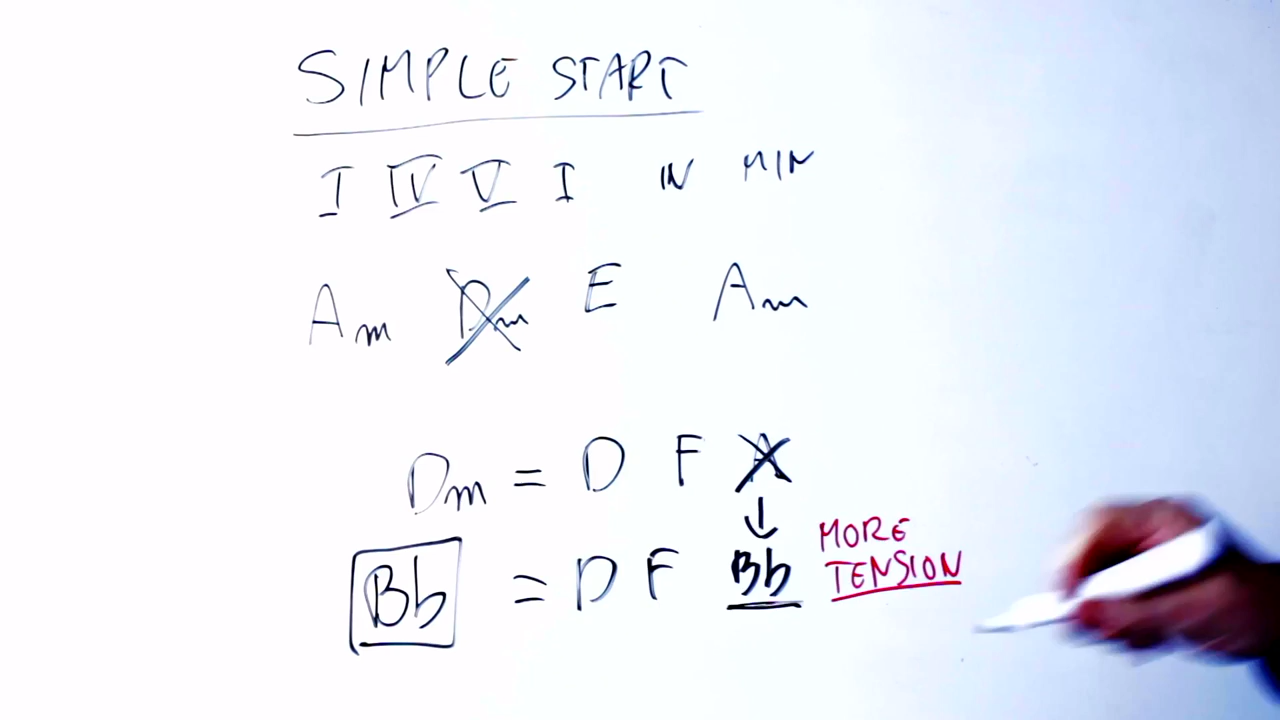 SIMPLE START
I IV V I IN MIN
Am Dm E Am
Dm = D F A
↓
Bb = D F Bb
MORE
TENSION